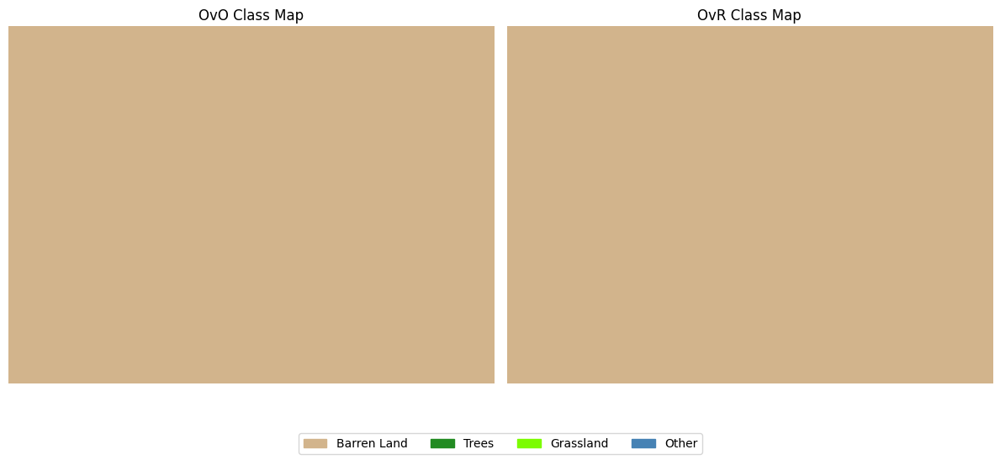 OvO Class Map
OvR Class Map
Barren Land
Trees
Grassland
Other